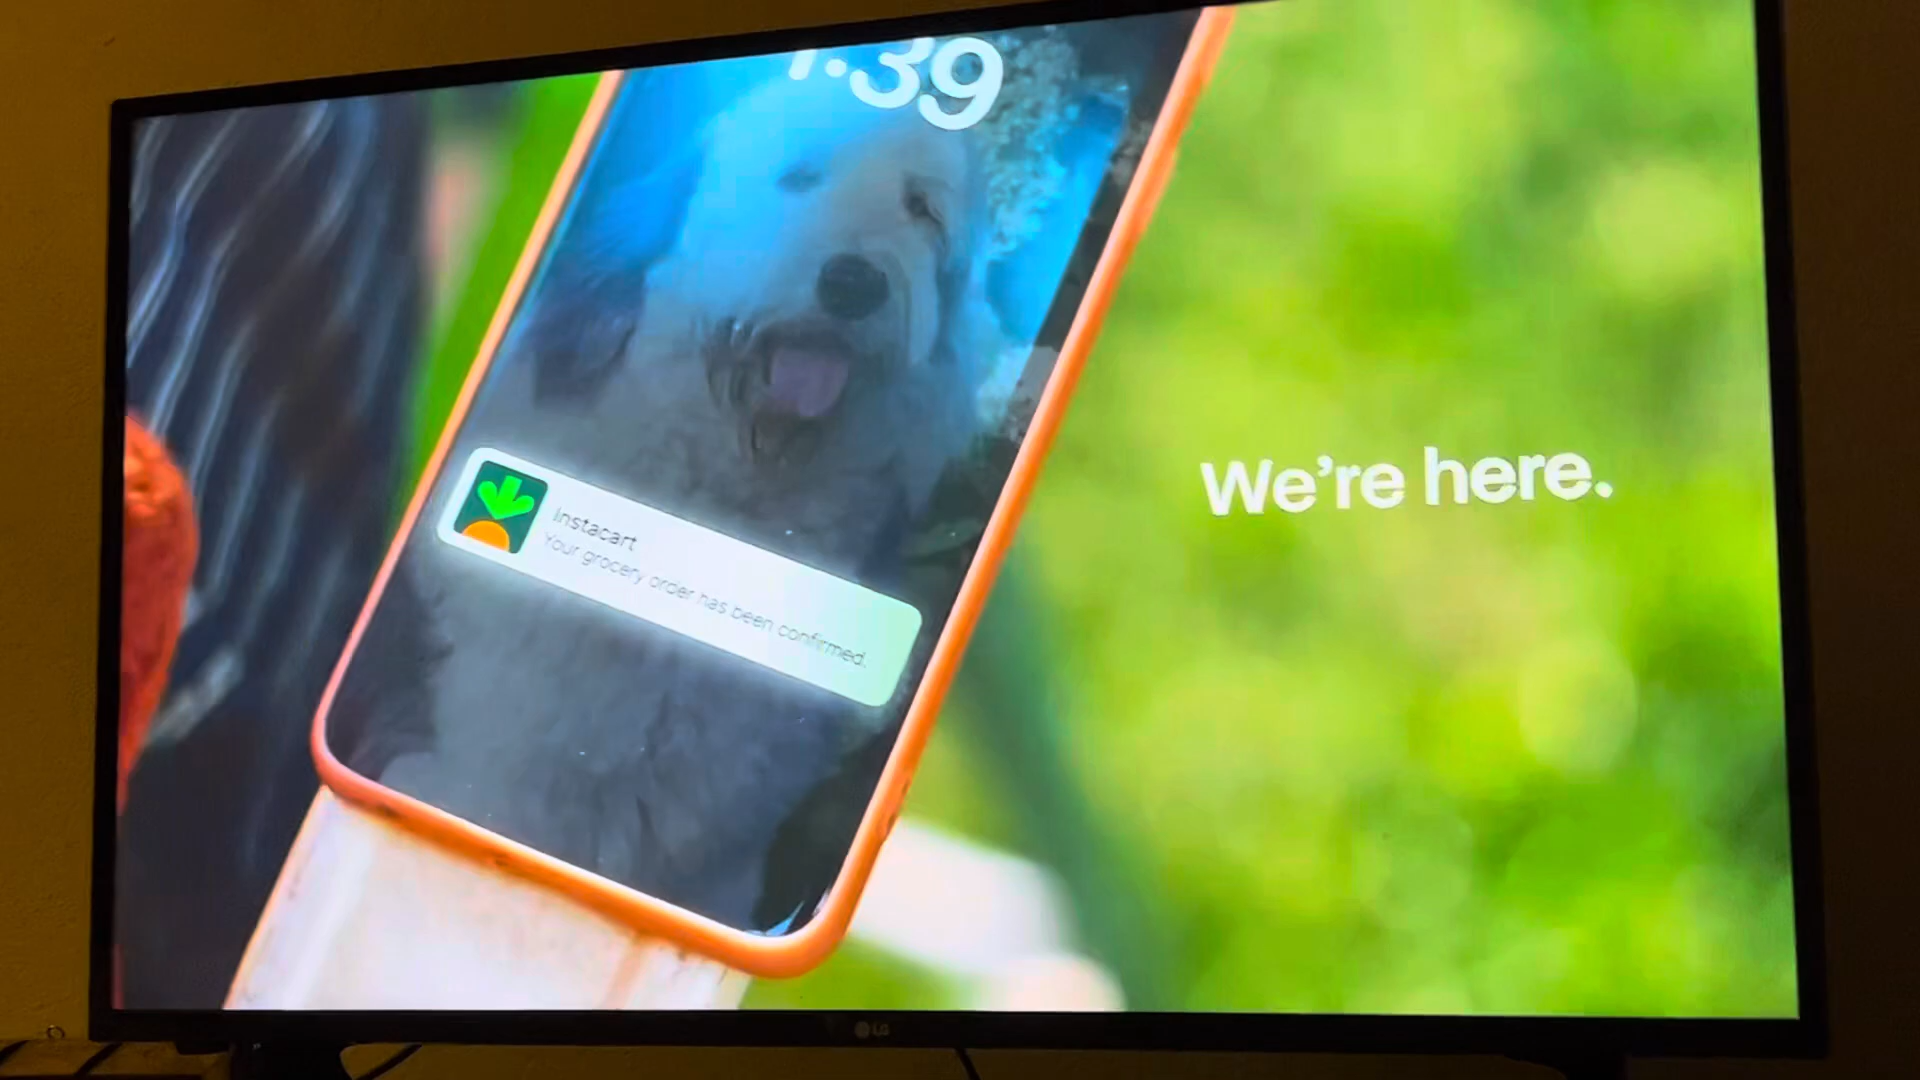 :39
Instacart
Your grocery order has been confirmed.
We're here.
LG